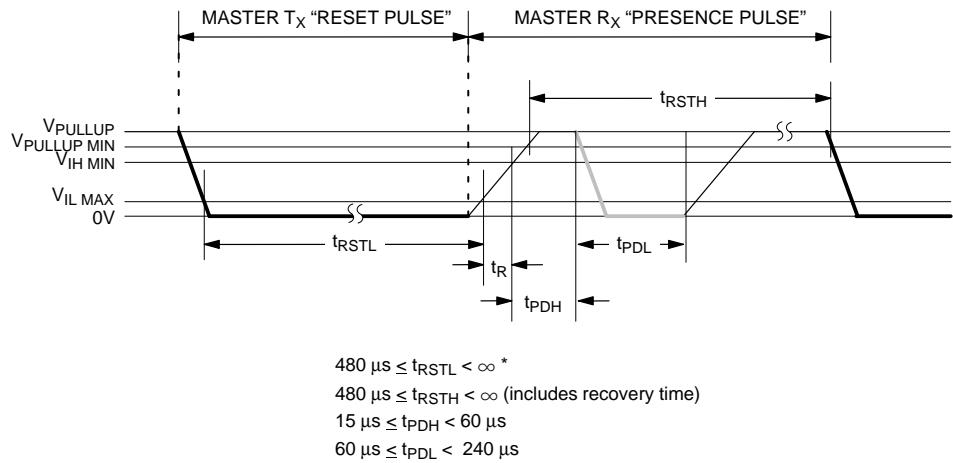 MASTER TX “RESET PULSE” MASTER RX “PRESENCE PULSE”
tRSTH
VPULLUP
VPULLUP MIN
VIH MIN
VIL MAX
0V
tRSTL
tPDL
tR
tPDH
480 μs ≤ tRSTL < ∞ *
480 μs ≤ tRSTH < ∞ (includes recovery time)
15 μs ≤ tPDH < 60 μs
60 μs ≤ tPDL < 240 μs